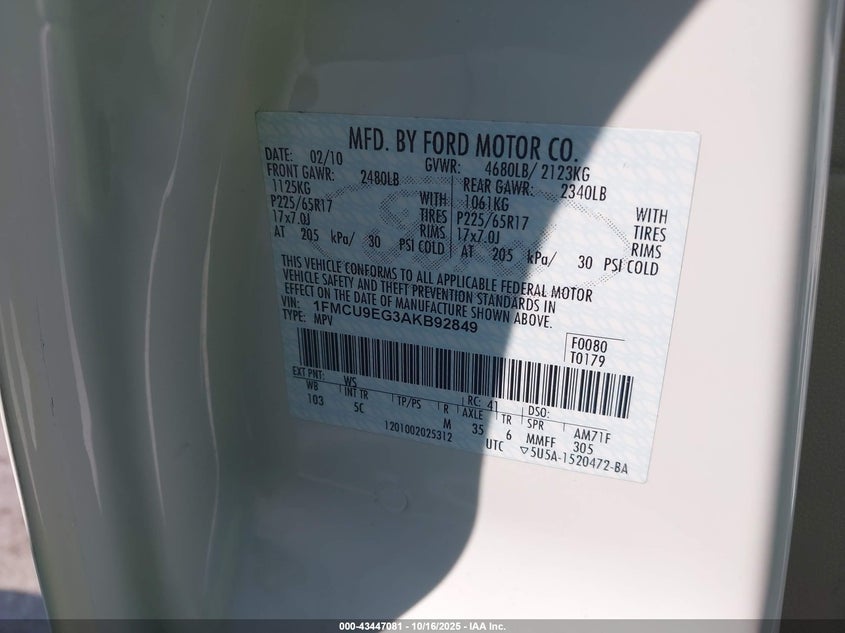 MFD. BY FORD MOTOR CO.
DATE: 02/10 GVWR: 4680LB/ 2123KG
FRONT GAWR: 2480LB REAR GAWR: 2340LB
1125KG WITH 1061KG WITH
P225/65R17 TIRES P225/65R17 TIRES
17x7.0J RIMS 17x7.0J RIMS
AT 205 kPa/ 30 PSI COLD AT 205 kPa/ 30 PSI COLD
THIS VEHICLE CONFORMS TO ALL APPLICABLE FEDERAL MOTOR
VEHICLE SAFETY AND THEFT PREVENTION STANDARDS IN
EFFECT ON THE DATE OF MANUFACTURE SHOWN ABOVE.
VIN: 1FMCU9EG3AKB92849
TYPE: MPV
F0080
T0179
EXT PNT: WS RC: 41 DSO:
WB INT TR TP/PS R AXLE TR SPR AM71F
103 5C M 35 6 MMFF 305
1201002025312 UTC ▽5U5A-1520472-BA
000-43447081 - 10/16/2025 - IAA Inc.